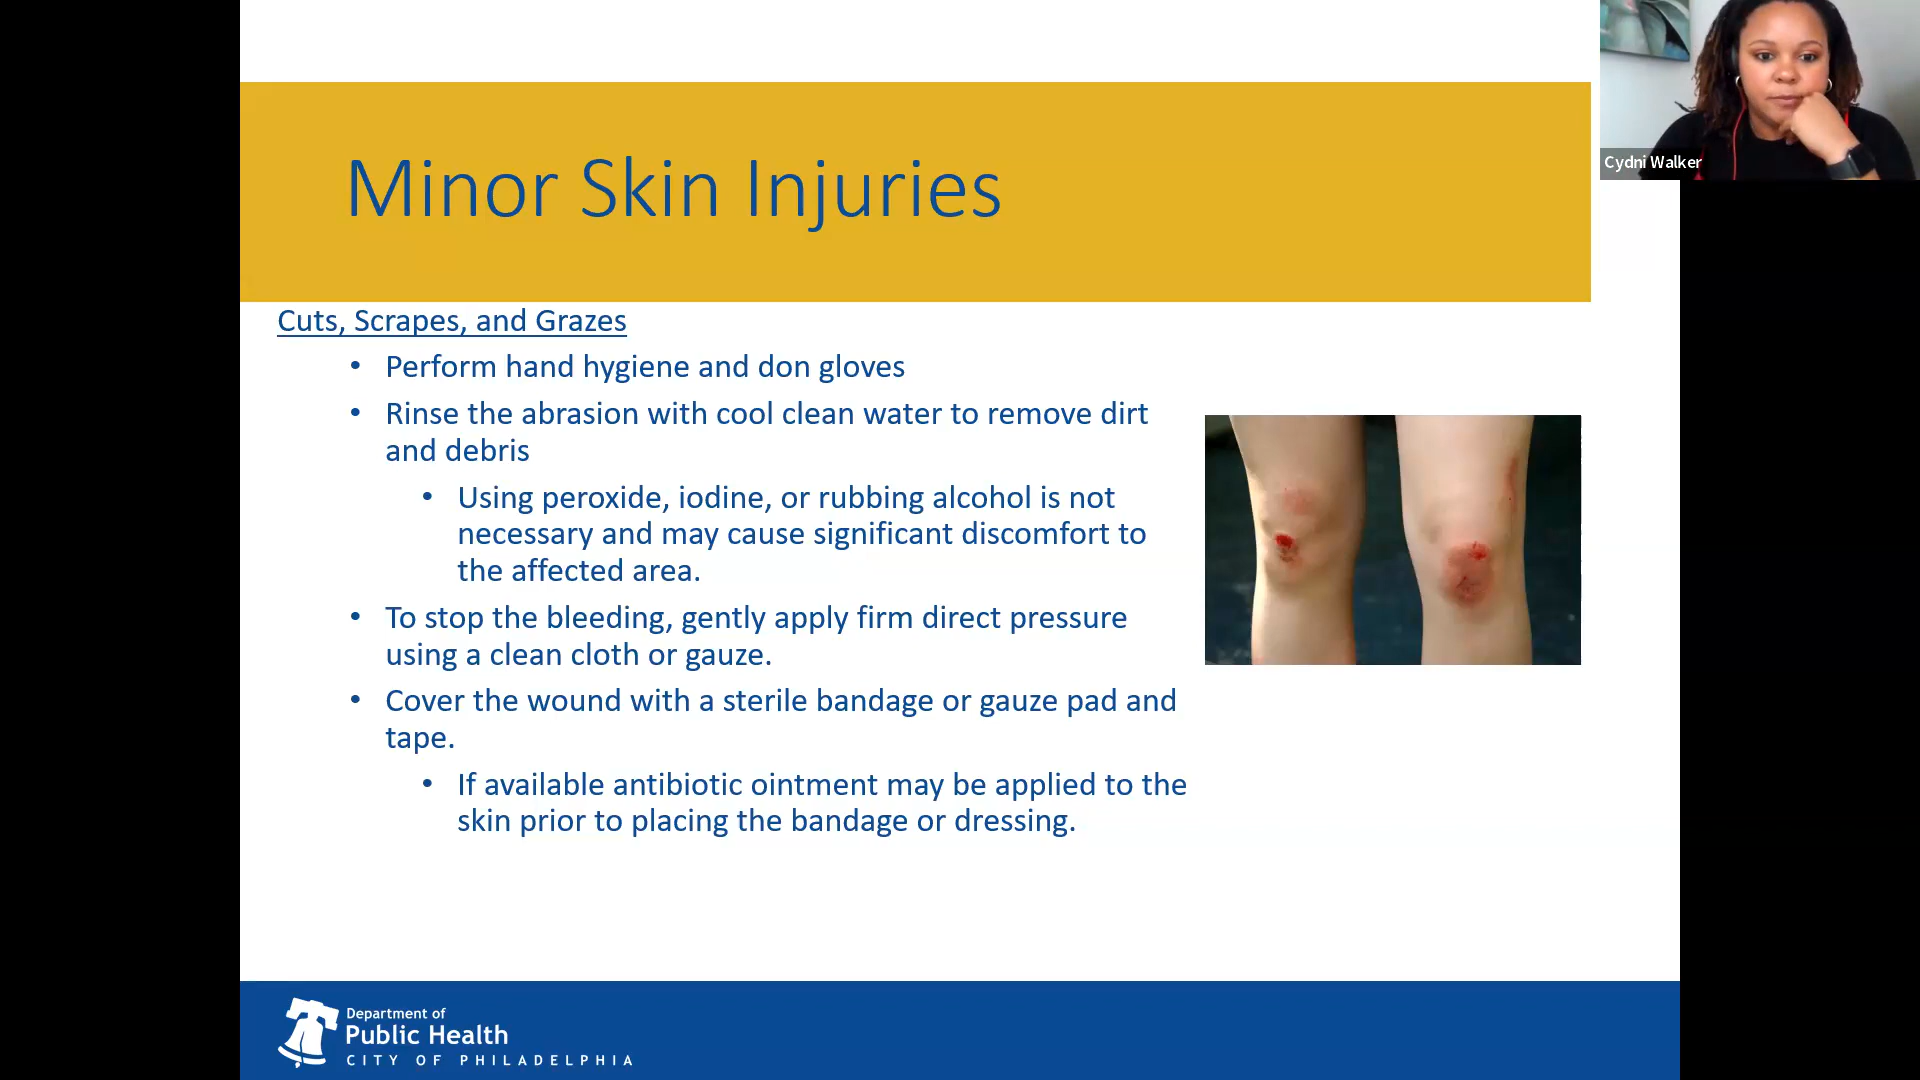 Minor Skin Injuries
Cydni Walker
Cuts, Scrapes, and Grazes
• Perform hand hygiene and don gloves
• Rinse the abrasion with cool clean water to remove dirt
and debris
• Using peroxide, iodine, or rubbing alcohol is not
necessary and may cause significant discomfort to
the affected area.
• To stop the bleeding, gently apply firm direct pressure
using a clean cloth or gauze.
• Cover the wound with a sterile bandage or gauze pad and
tape.
• If available antibiotic ointment may be applied to the
skin prior to placing the bandage or dressing.
Department of
Public Health
CITY OF PHILADELPHIA